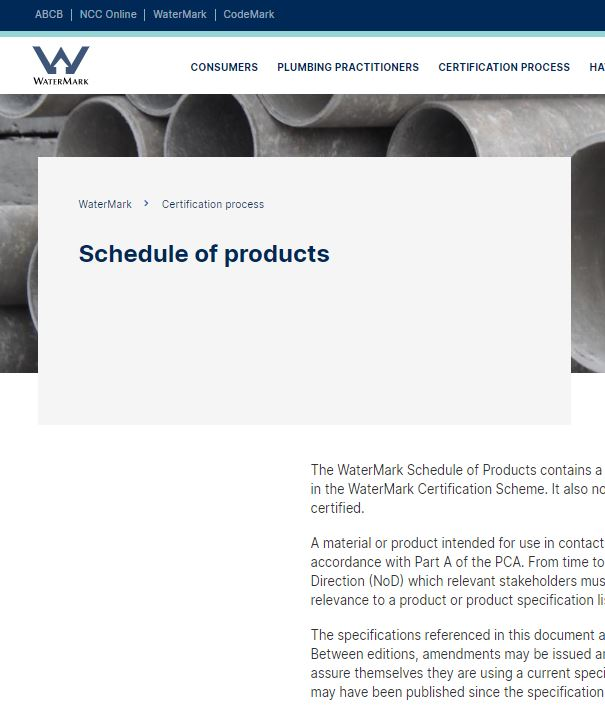 ABCB | NCC Online | WaterMark | CodeMark
WATERMARK
CONSUMERS PLUMBING PRACTITIONERS CERTIFICATION PROCESS
WaterMark > Certification process
Schedule of products
The WaterMark Schedule of Products contains a
in the WaterMark Certification Scheme. It also
certified.
A material or product intended for use in contact
accordance with Part A of the PCA. From time to
Direction (NoD) which relevant stakeholders
relevance to a product or product specification
The specifications referenced in this document
Between editions, amendments may be issued
assure themselves they are using a current
may have been published since the specification